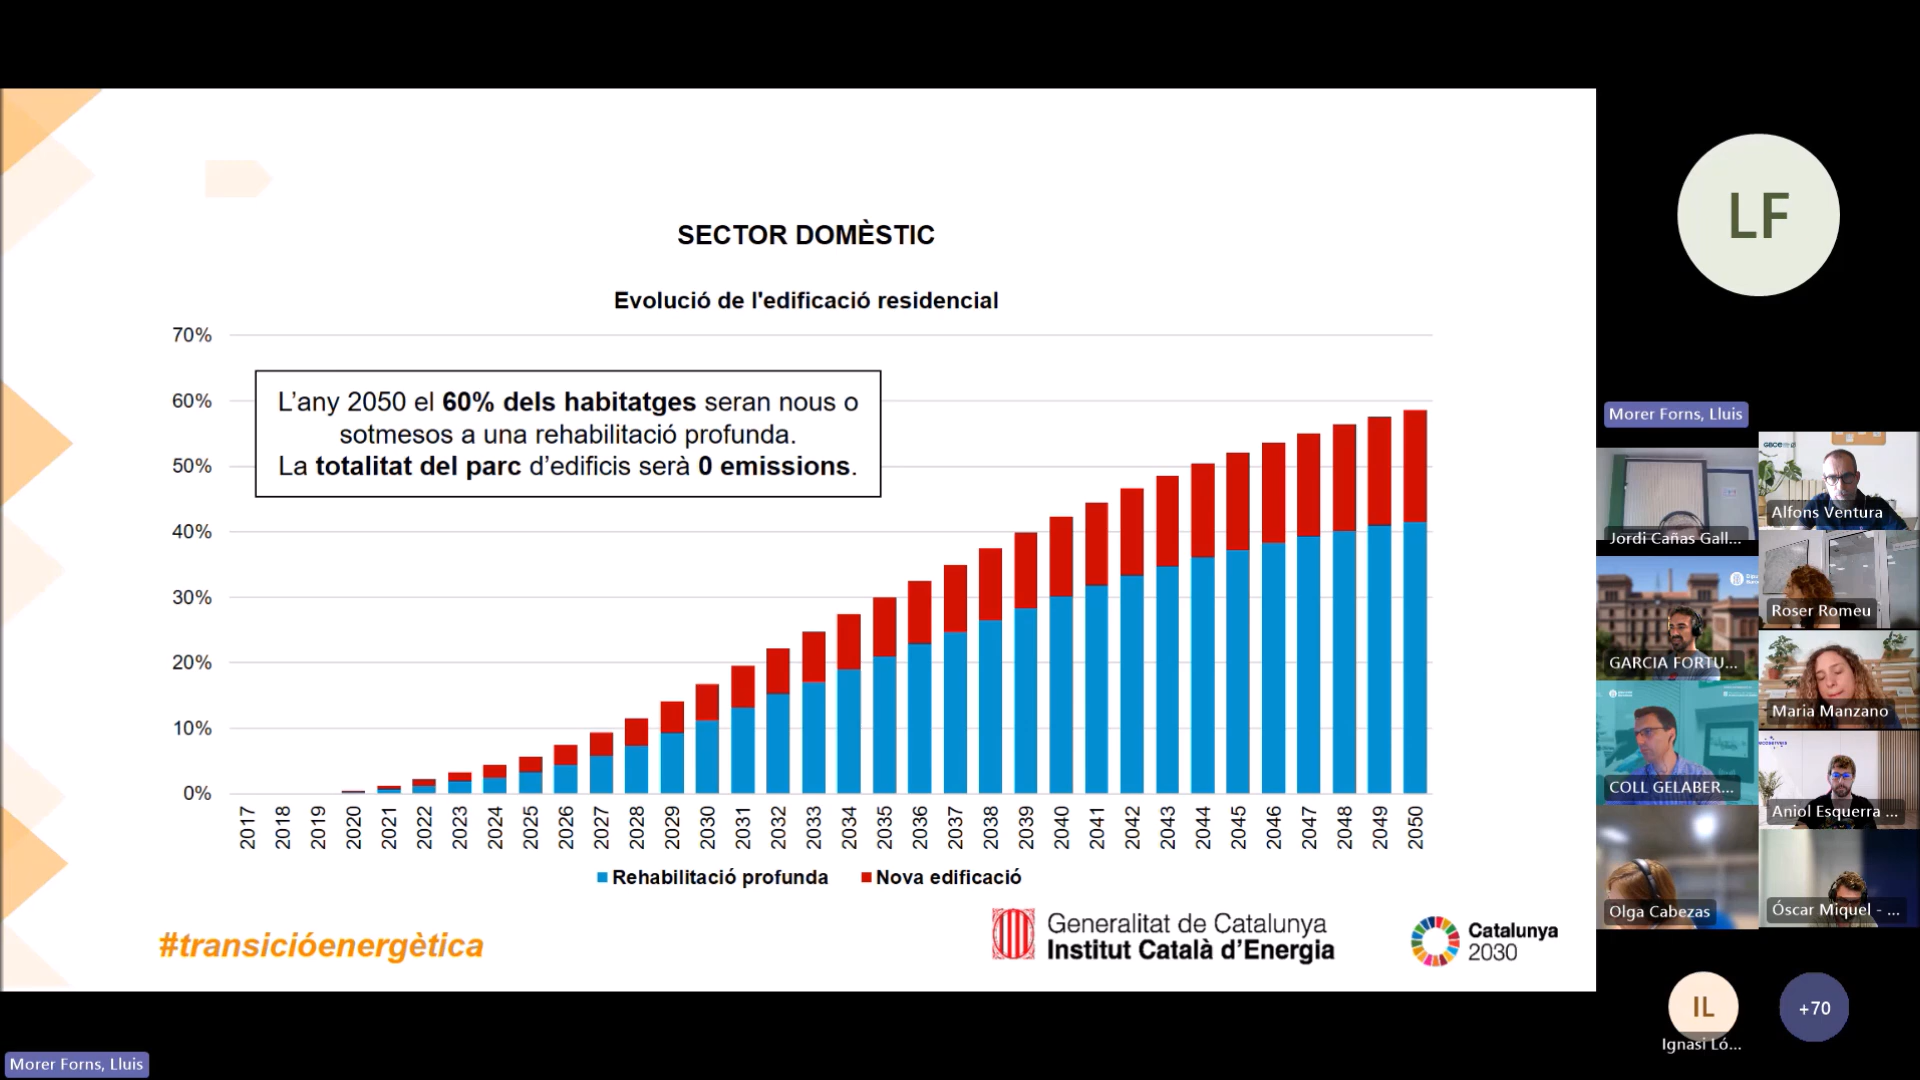 SECTOR DOMÈSTIC
Evolució de l'edificació residencial
70%
60%
50%
40%
30%
20%
10%
0%
L'any 2050 el 60% dels habitatges seran nous o
sotmesos a una rehabilitació profunda.
La totalitat del parc d'edificis serà 0 emissions.
2017
2018
2019
2020
2021
2022
2023
2024
2025
2026
2027
2028
2029
2030
2031
2032
2033
2034
2035
2036
2037
2038
2039
2040
2041
2042
2043
2044
2045
2046
2047
2048
2049
2050
Rehabilitació profunda
Nova edificació
#transicióenergètica
Generalitat de Catalunya
Institut Català d'Energia
Catalunya
2030
Morer Forns, Lluis
LF
Morer Forns, Lluis
Jordi Cañas Gall...
GBCE
Alfons Ventura
GARCIA FORTU...
Roser Romeu
COLL GELABER...
Maria Manzano
Olga Cabezas
Aniol Esquerra ...
Óscar Miquel - ...
IL
Ignasi Ló...
+70